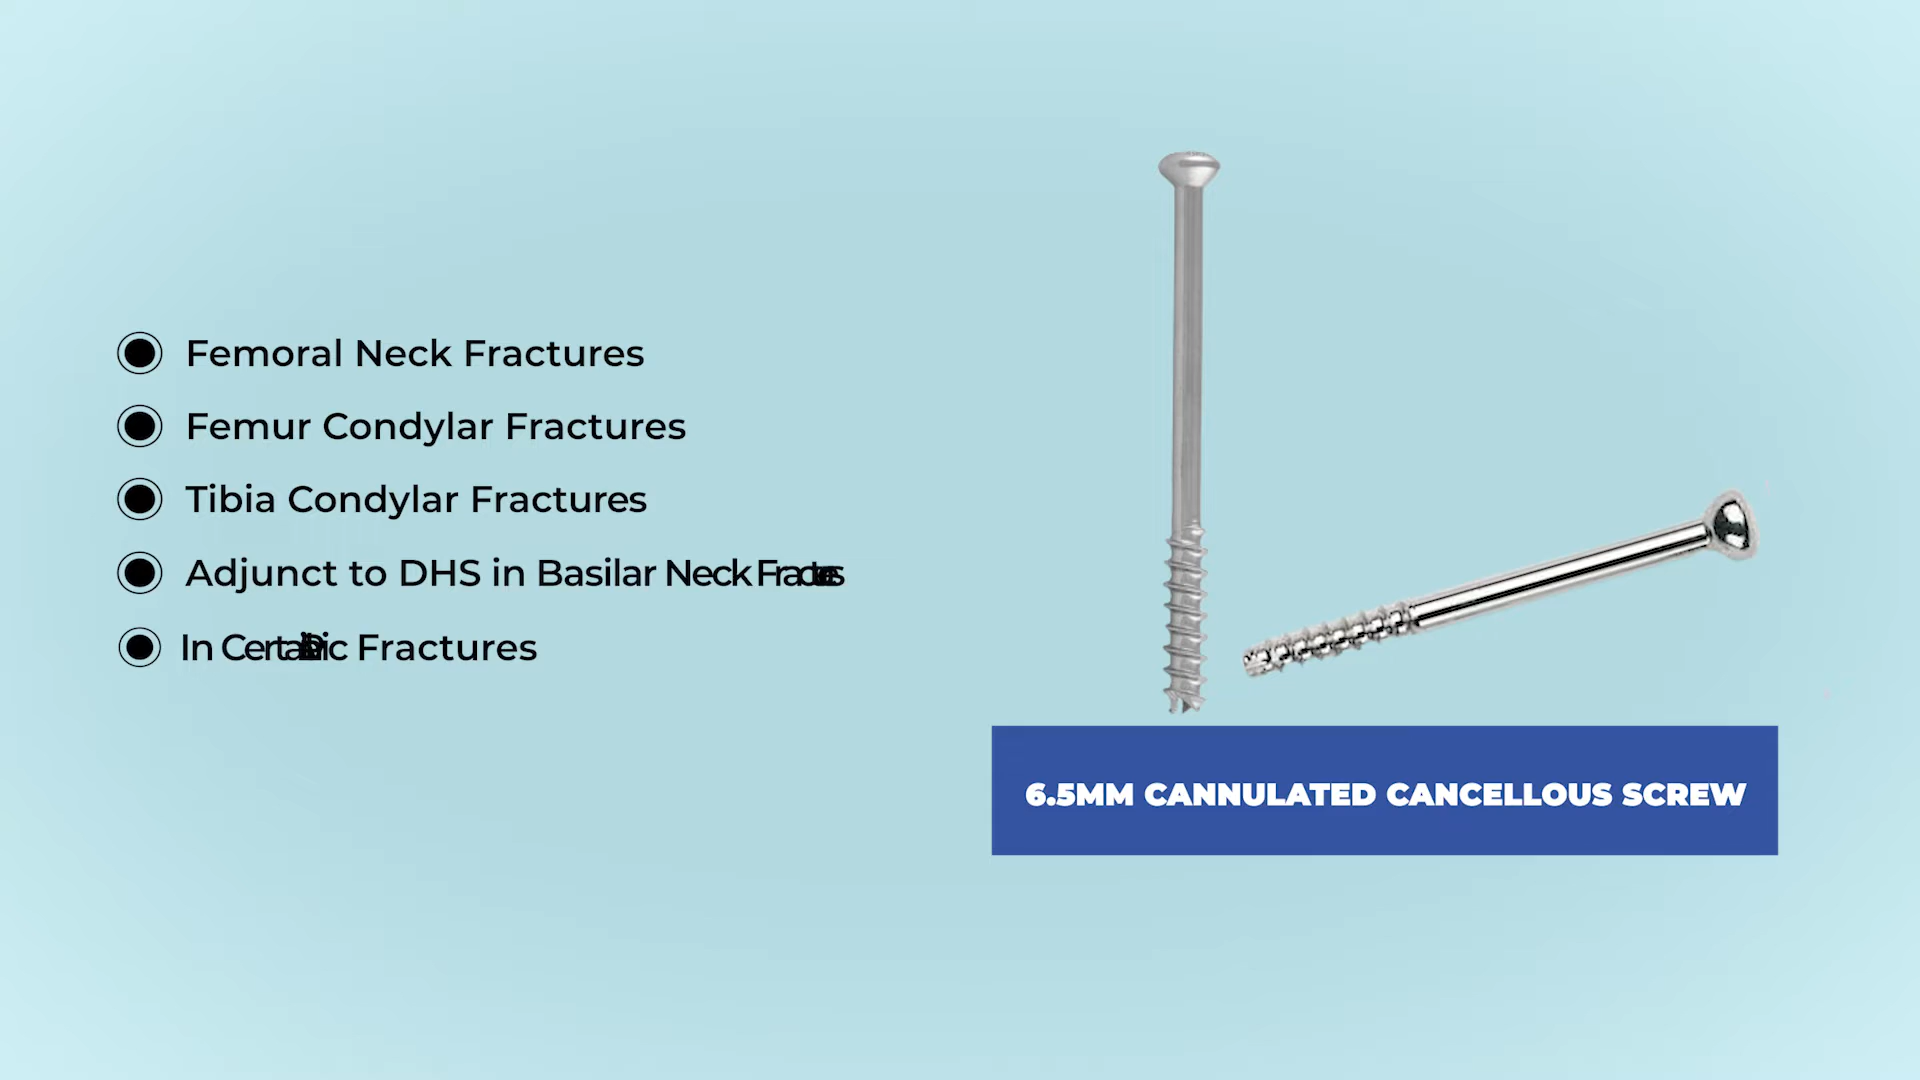 Femoral Neck Fractures
Femur Condylar Fractures
Tibia Condylar Fractures
Adjunct to DHS in Basilar Neck
In Fractures
6.5MM CANNULATED CANCELLOUS SCREW